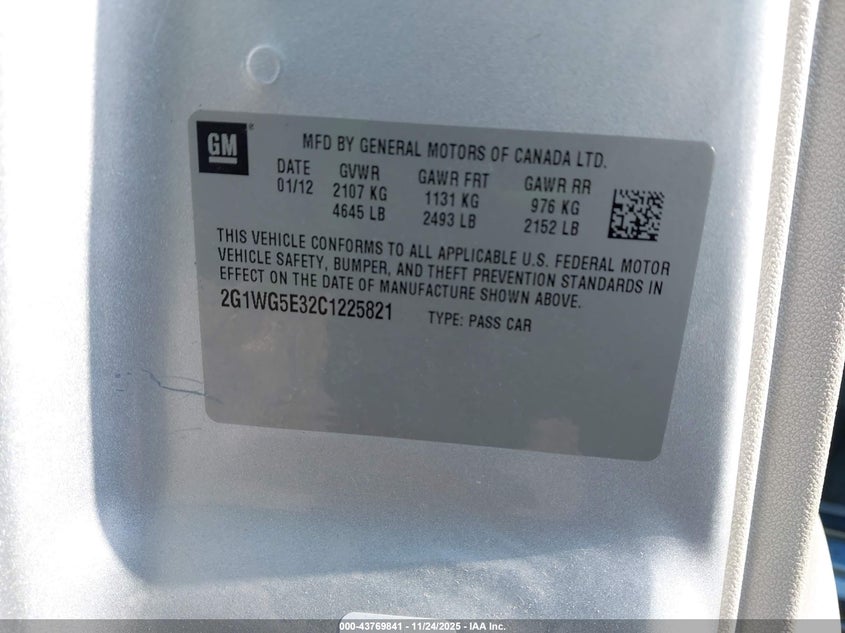 GM
MFD BY GENERAL MOTORS OF CANADA LTD.
DATE GVWR GAWR FRT GAWR RR
01/12 2107 KG 1131 KG 976 KG
4645 LB 2493 LB 2152 LB
THIS VEHICLE CONFORMS TO ALL APPLICABLE U.S. FEDERAL MOTOR
VEHICLE SAFETY, BUMPER, AND THEFT PREVENTION STANDARDS IN
EFFECT ON THE DATE OF MANUFACTURE SHOWN ABOVE.
2G1WG5E32C1225821 TYPE: PASS CAR
000-43769841 - 11/24/2025 - IAA Inc.